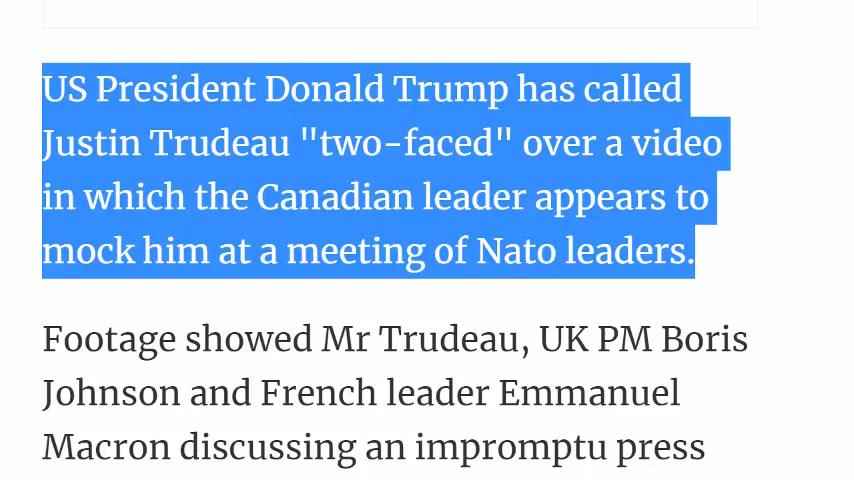 US President Donald Trump has called
Justin Trudeau "two-faced" over a video
in which the Canadian leader appears to
mock him at a meeting of Nato leaders.
Footage showed Mr Trudeau, UK PM Boris
Johnson and French leader Emmanuel
Macron discussing an impromptu press